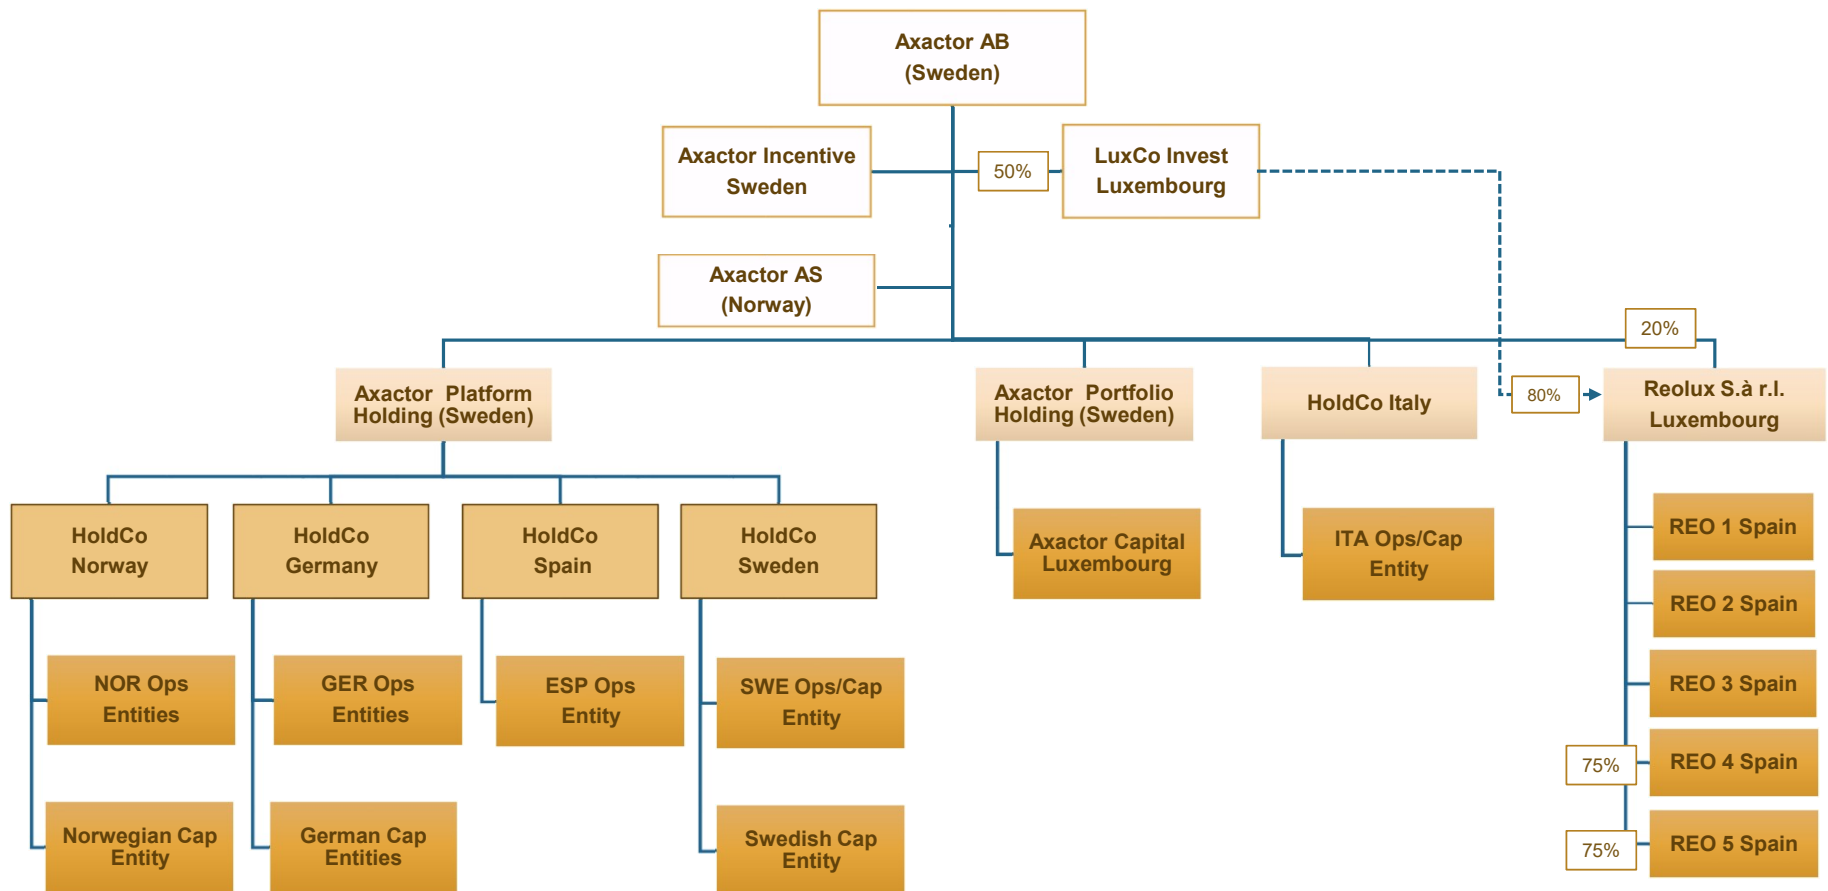 Axactor AB
(Sweden)
Axactor Incentive
Sweden
50%
LuxCo Invest
Luxembourg
Axactor AS
(Norway)
20%
Axactor Platform
Holding (Sweden)
Axactor Portfolio
Holding (Sweden)
HoldCo Italy
80%
Reolux S.à r.l.
Luxembourg
HoldCo
Norway
HoldCo
Germany
HoldCo
Spain
HoldCo
Sweden
Axactor Capital
Luxembourg
ITA Ops/Cap
Entity
REO 1 Spain
REO 2 Spain
NOR Ops
Entities
GER Ops
Entities
ESP Ops
Entity
SWE Ops/Cap
Entity
REO 3 Spain
75%
REO 4 Spain
Norwegian Cap
Entity
German Cap
Entities
Swedish Cap
Entity
75%
REO 5 Spain